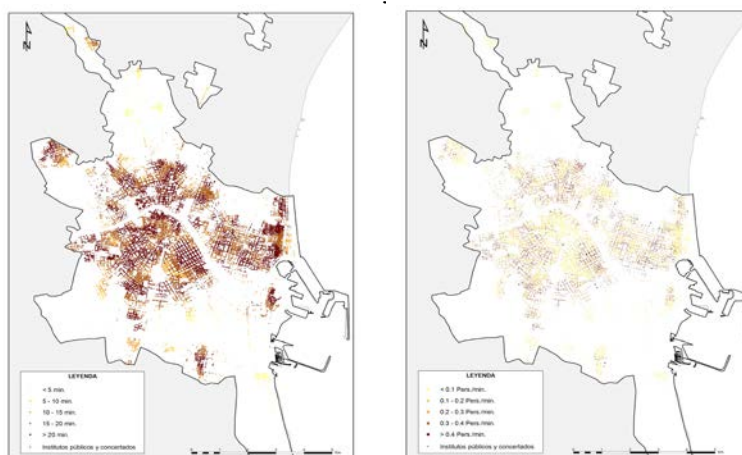 N
LEYENDA
< 5 min.
5 - 10 min.
10 - 15 min.
15 - 20 min.
> 20 min.
Institutos públicos y concertados
N
LEYENDA
< 0.1 Pers./min.
0.1 - 0.2 Pers./min.
0.2 - 0.3 Pers./min.
0.3 - 0.4 Pers./min.
> 0.4 Pers./min.
Institutos públicos y concertados